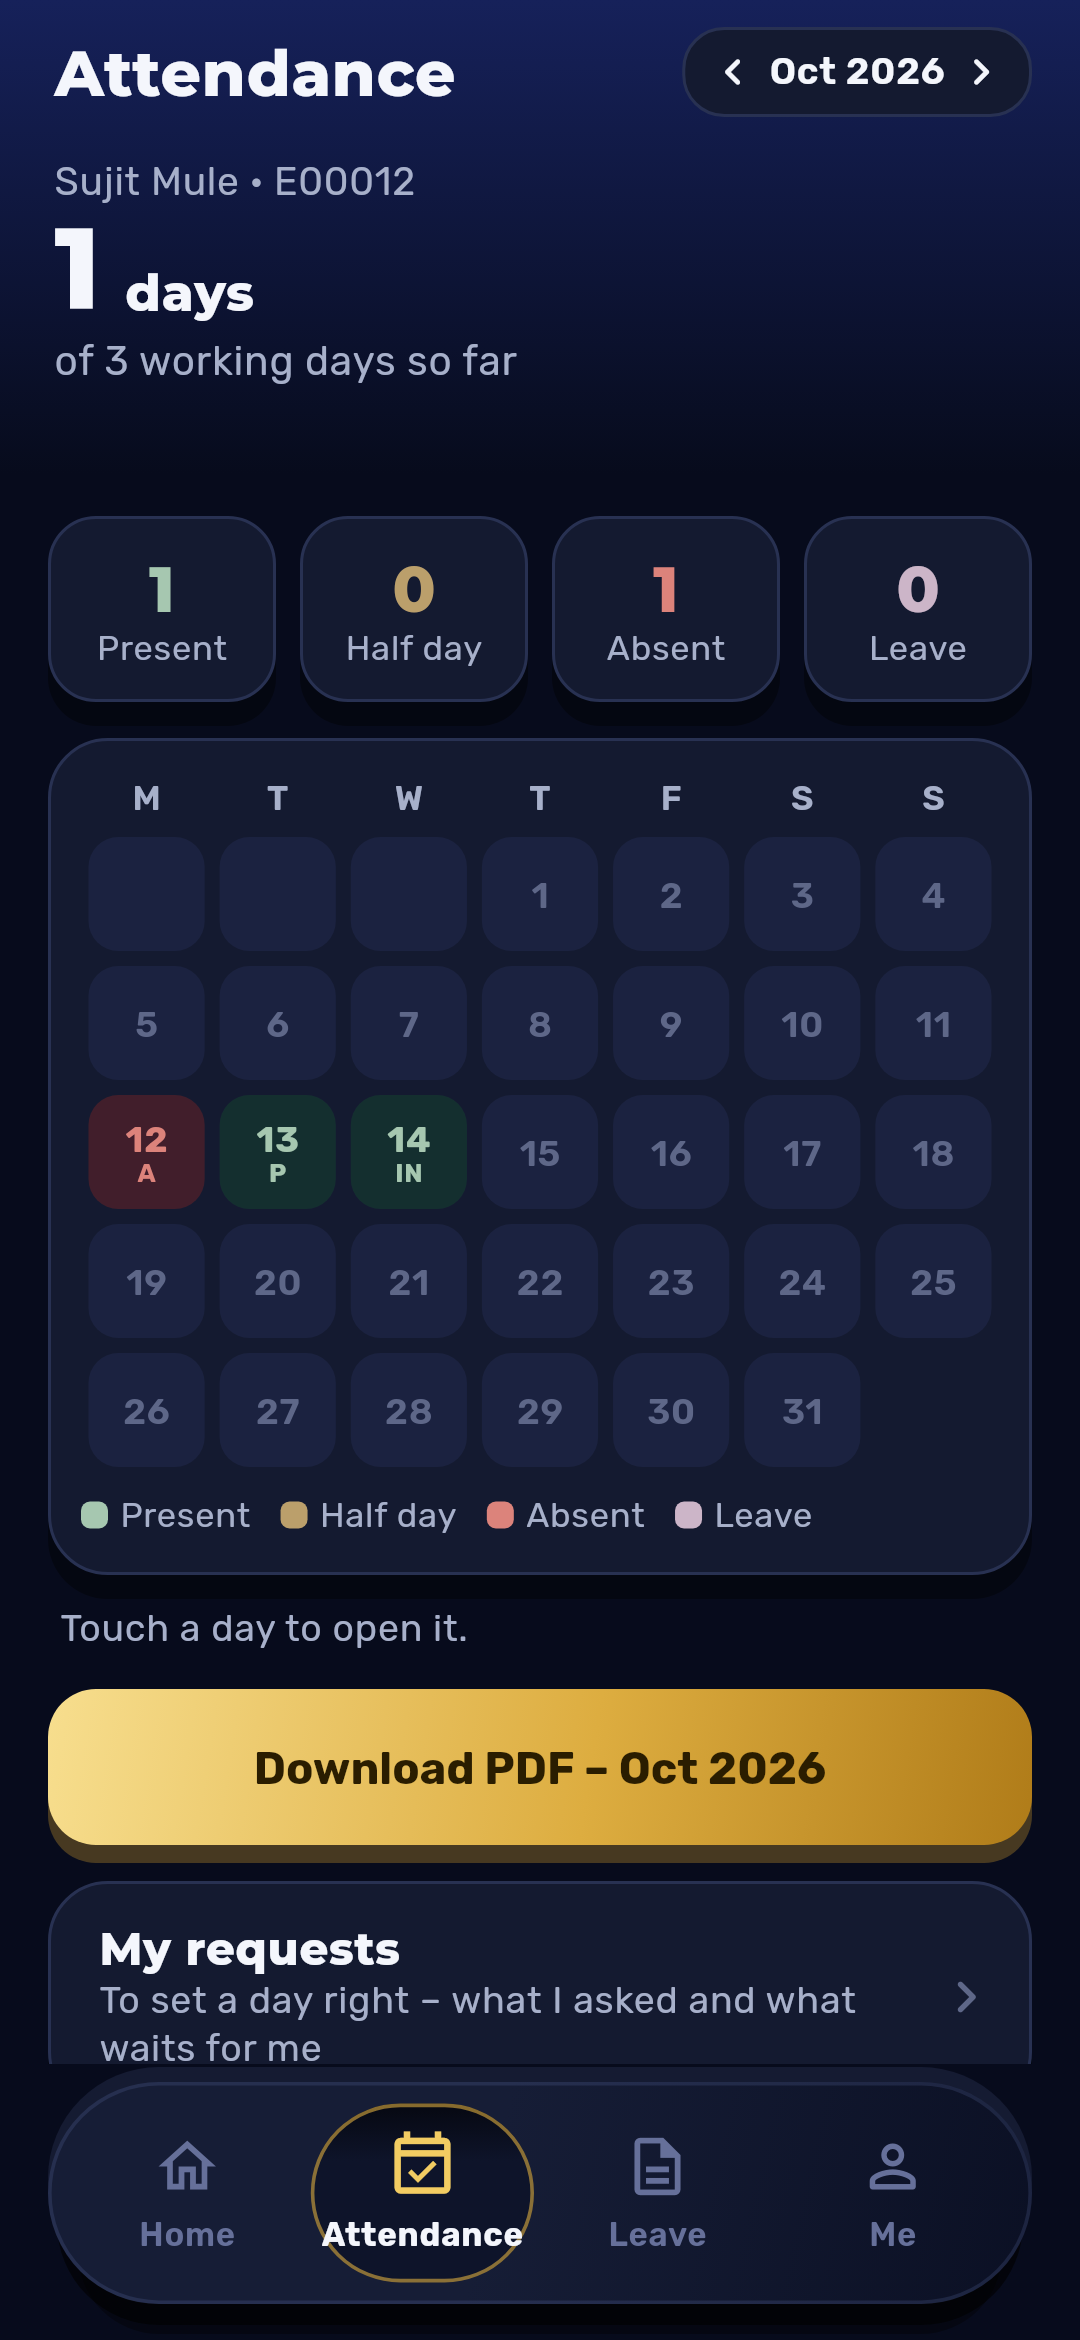 Attendance
Oct 2026
Sujit Mule • E00012
1 days
of 3 working days so far
1 0 1 0
Present Half day Absent Leave
M T W T F S S
1 2 3 4
5 6 7 8 9 10 11
12 13 14 15 16 17 18
A P IN
19 20 21 22 23 24 25
26 27 28 29 30 31
Present Half day Absent Leave
Touch a day to open it.
Download PDF – Oct 2026
My requests
To set a day right – what I asked and what
waits for me
Home Attendance Leave Me